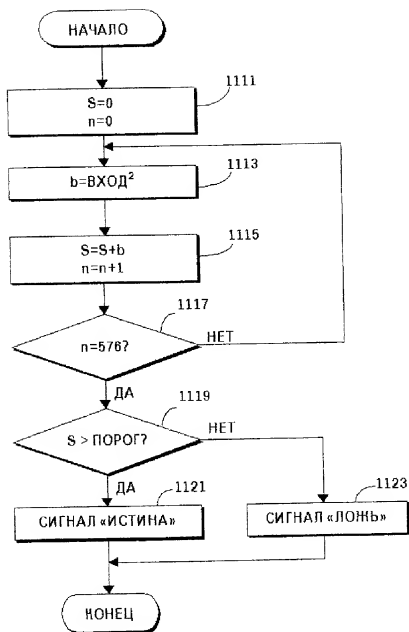 НАЧАЛО
1111
S=0
n=0
1113
b=ВХОД²
1115
S=S+b
n=n+1
1117
n=576?
НЕТ
ДА
1119
S > ПОРОГ?
НЕТ
ДА
1121
1123
СИГНАЛ «ИСТИНА»
СИГНАЛ «ЛОЖЬ»
КОНЕЦ